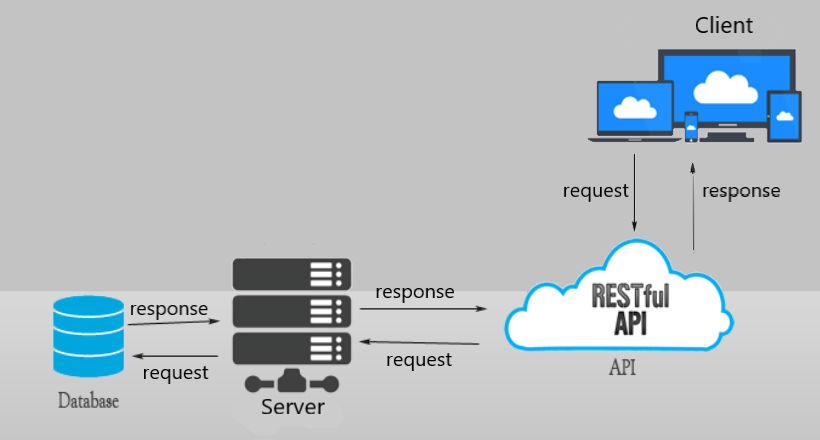 Client
request
response
RESTful
API
API
response
request
response
request
Server
Database